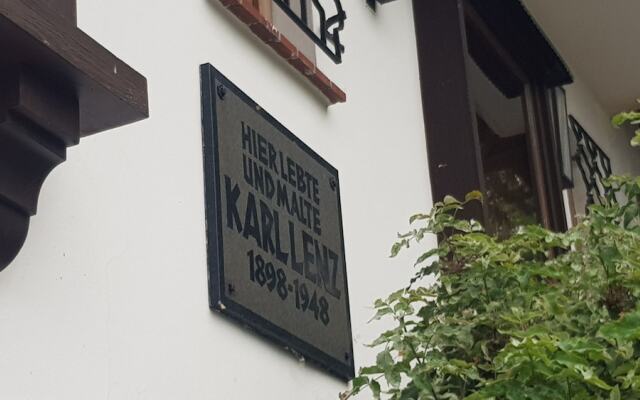 HIER LEBTE
UND MALTE
KARL LENZ
1898-1948